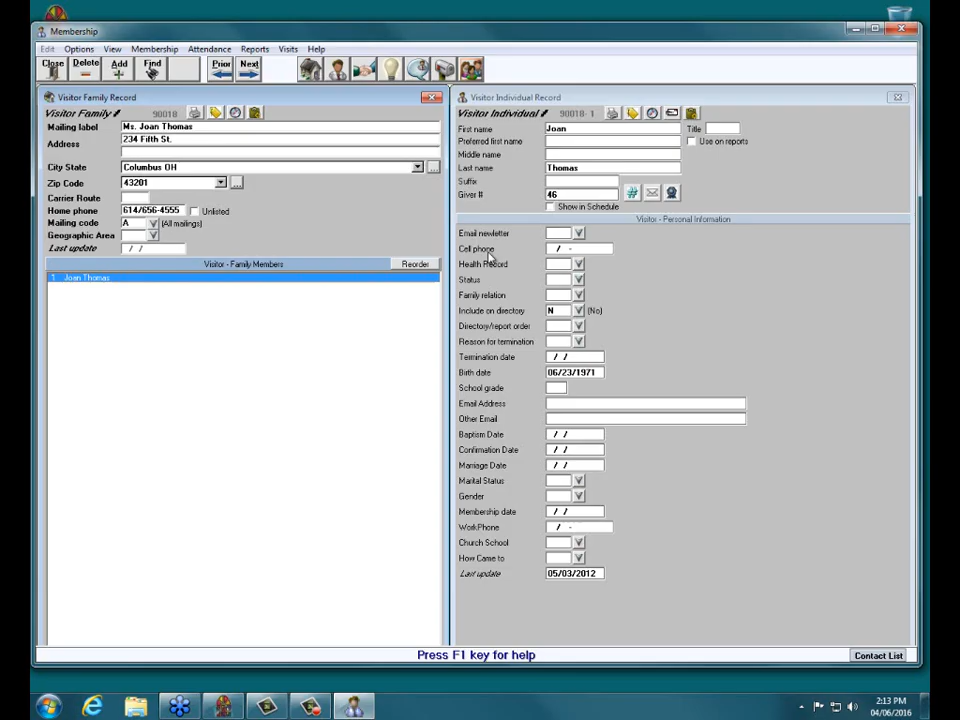 Membership
Edit Options View Membership Attendance Reports Visits Help
Close Delete Add Find Prior Next
Visitor Family Record
Visitor Family 90018
Mailing label Ms. Joan Thomas
Address 234 Fifth St.
City State Columbus OH
Zip Code 43201 ...
Carrier Route
Home phone 614/656-4555 Unlisted
Mailing code A (All mailings)
Geographic Area
Last update / /
Visitor - Family Members Reorder
1 Joan Thomas
Visitor Individual Record
Visitor Individual 90018- 1
First name Joan Title
Preferred first name Use on reports
Middle name
Last name Thomas
Suffix
Giver # 46 #
Show in Schedule
Visitor - Personal Information
Email newletter
Cell phone / -
Health Record
Status
Family relation
Include on directory N (No)
Directory/report order
Reason for termination
Termination date / /
Birth date 06/23/1971
School grade
Email Address
Other Email
Baptism Date / /
Confirmation Date / /
Marriage Date / /
Marital Status
Gender
Membership date / /
WorkPhone / -
Church School
How Came to
Last update 05/03/2012
Press F1 key for help
Contact List
2:13 PM
04/06/2016